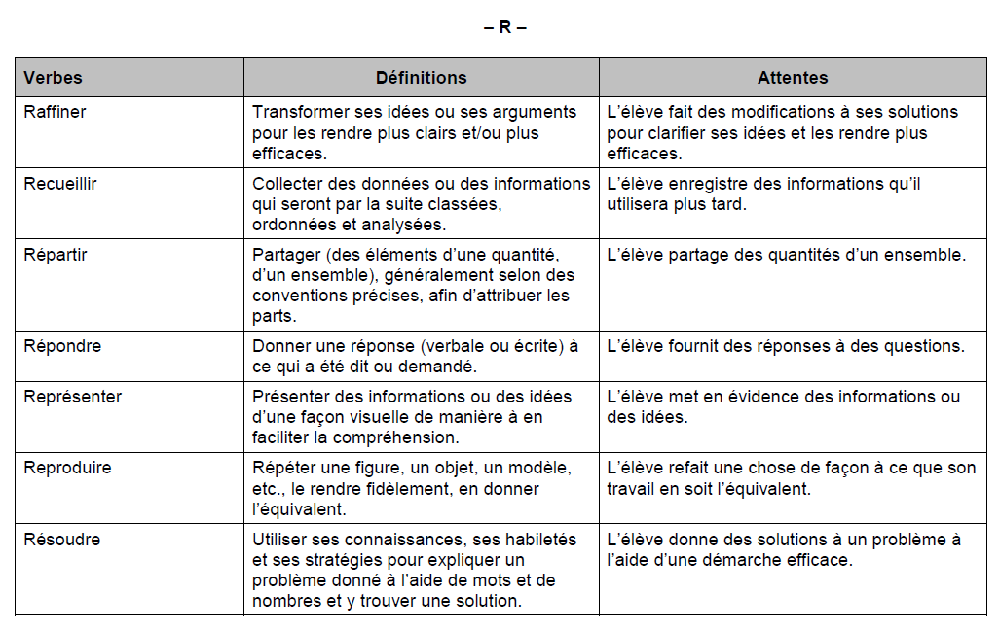 – R –
Verbes Définitions Attentes
Raffiner
Transformer ses idées ou ses arguments
pour les rendre plus clairs et/ou plus
efficaces.
L’élève fait des modifications à ses solutions
pour clarifier ses idées et les rendre plus
efficaces.
Recueillir
Collecter des données ou des informations
qui seront par la suite classées,
ordonnées et analysées.
L’élève enregistre des informations qu’il
utilisera plus tard.
Répartir
Partager (des éléments d’une quantité,
d’un ensemble), généralement selon des
conventions précises, afin d’attribuer les
parts.
L’élève partage des quantités d’un ensemble.
Répondre
Donner une réponse (verbale ou écrite) à
ce qui a été dit ou demandé.
L’élève fournit des réponses à des questions.
Représenter
Présenter des informations ou des idées
d’une façon visuelle de manière à en
faciliter la compréhension.
L’élève met en évidence des informations ou
des idées.
Reproduire
Répéter une figure, un objet, un modèle,
etc., le rendre fidèlement, en donner
l’équivalent.
L’élève refait une chose de façon à ce que son
travail en soit l’équivalent.
Résoudre
Utiliser ses connaissances, ses habiletés
et ses stratégies pour expliquer un
problème donné à l’aide de mots et de
nombres et y trouver une solution.
L’élève donne des solutions à un problème à
l’aide d’une démarche efficace.